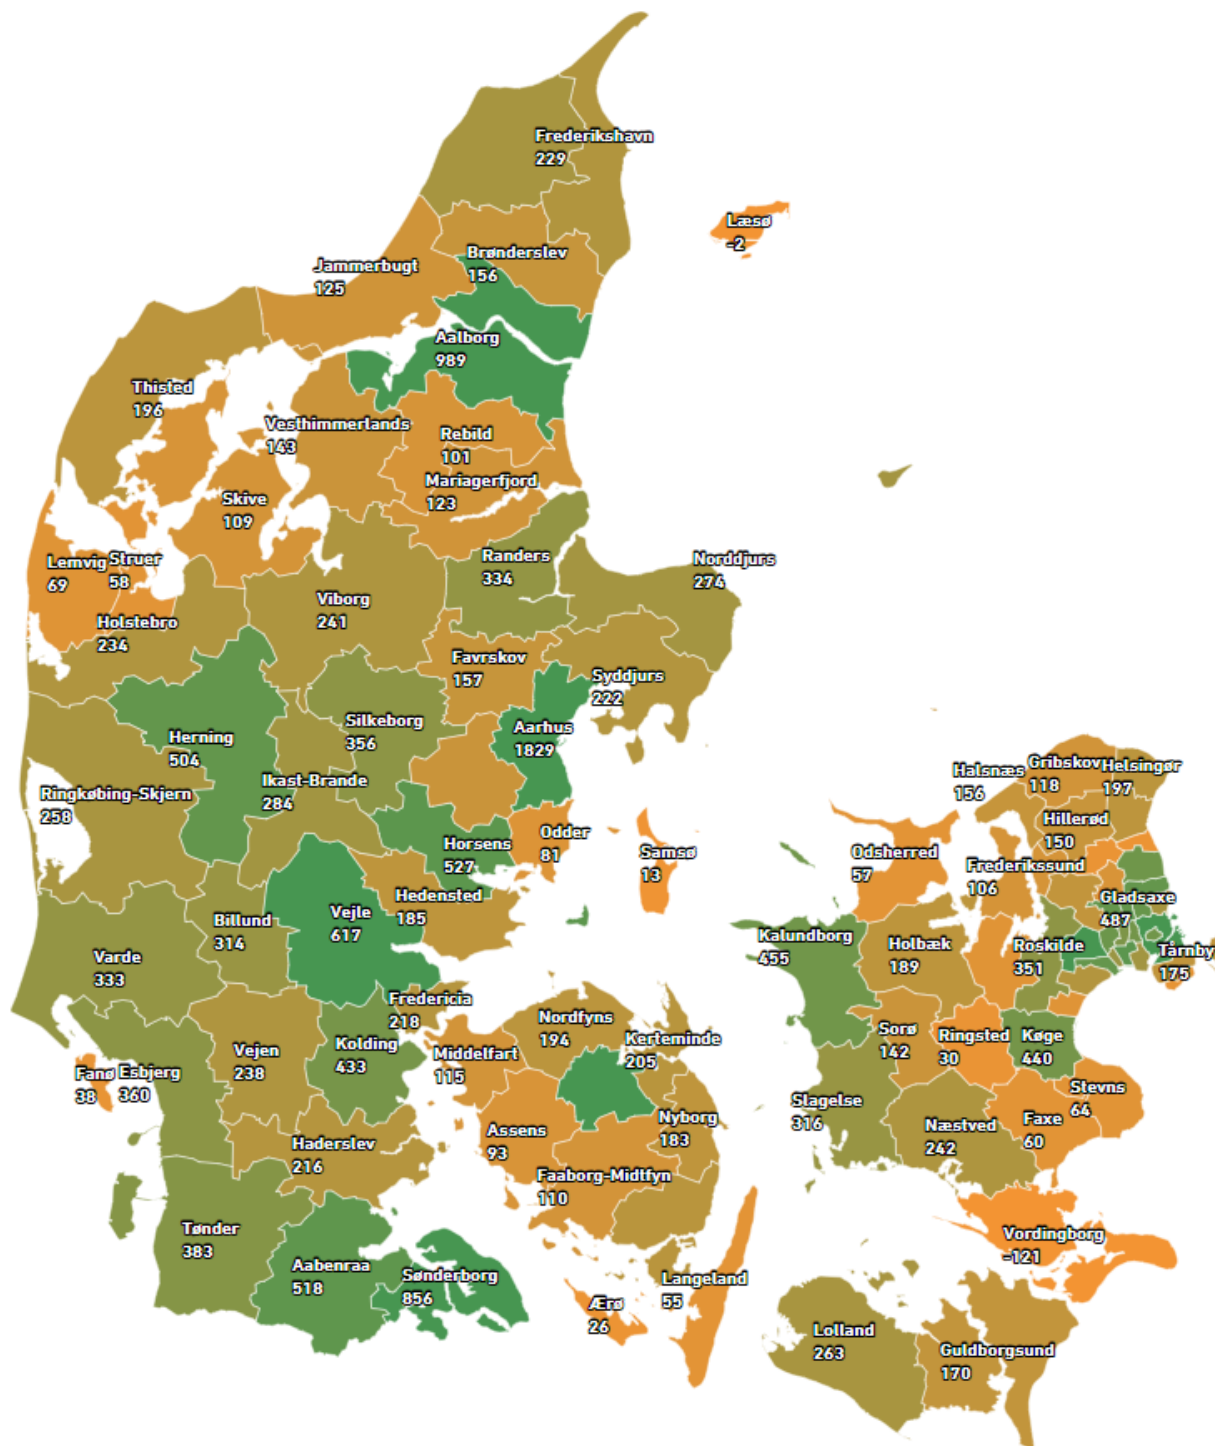 Frederikshavn
229
Læsø
-2
Brønderslev
156
Jammerbugt
125
Aalborg
989
Thisted
196
Vesthimmerlands
143
Rebild
101
Mariagerfjord
123
Skive
109
Lemvig
69
Struer
58
Randers
334
Norddjurs
274
Viborg
241
Holstebro
234
Favrskov
157
Syddjurs
222
Silkeborg
356
Aarhus
1829
Herning
504
Ikast-Brande
284
Ringkøbing-Skjern
258
Horsens
527
Odder
81
Samsø
13
Hedensted
185
Vejle
617
Billund
314
Varde
333
Fredericia
218
Kolding
433
Vejen
238
Fanø
38
Esbjerg
360
Haderslev
216
Tønder
383
Aabenraa
518
Sønderborg
856
Nordfyns
194
Kerteminde
205
Middelfart
115
Assens
93
Nyborg
183
Faaborg-Midtfyn
110
Langeland
55
Ærø
26
Halsnæs
156
Gribskov
118
Helsingør
197
Hillerød
150
Odsherred
57
Frederikssund
106
Gladsaxe
487
Kalundborg
455
Holbæk
189
Roskilde
351
Tårnby
175
Sorø
142
Ringsted
30
Køge
440
Slagelse
316
Næstved
242
Stevns
64
Faxe
60
Vordingborg
-121
Lolland
263
Guldborgsund
170